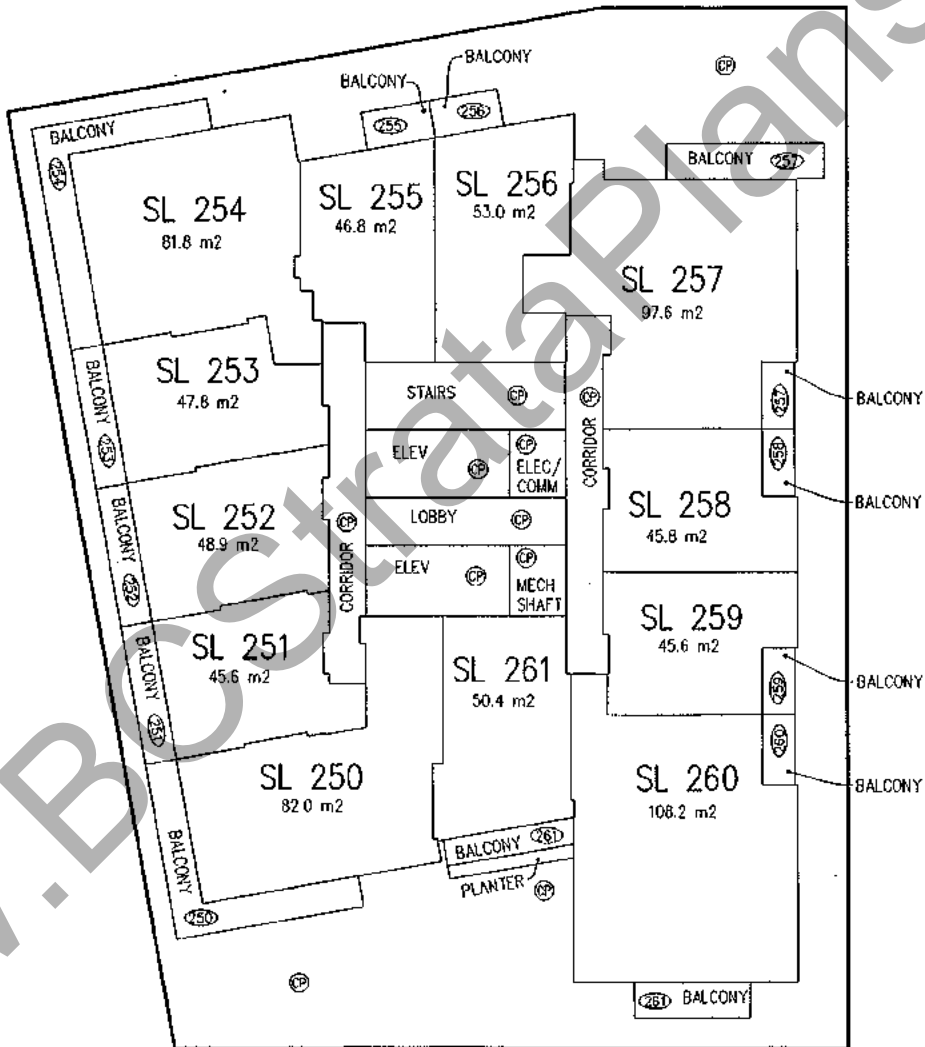 BALCONY
BALCONY
CP
BALCONY
254
255
256
BALCONY 257
SL 254
81.8 m2
SL 255
46.8 m2
SL 256
53.0 m2
SL 257
97.6 m2
SL 253
47.8 m2
BALCONY
253
STAIRS CP
CORRIDOR CP
257
BALCONY
ELEV CP
CP
ELEC/
COMM
258
BALCONY
SL 258
45.8 m2
SL 252
48.9 m2
BALCONY
252
CORRIDOR CP
LOBBY CP
ELEV CP
CP
MECH
SHAFT
SL 259
45.6 m2
259
BALCONY
SL 251
45.6 m2
BALCONY
251
SL 261
50.4 m2
260
BALCONY
SL 250
82.0 m2
SL 260
108.2 m2
BALCONY
250
BALCONY 261
PLANTER
CP
CP
261 BALCONY
.BCStrataPlans